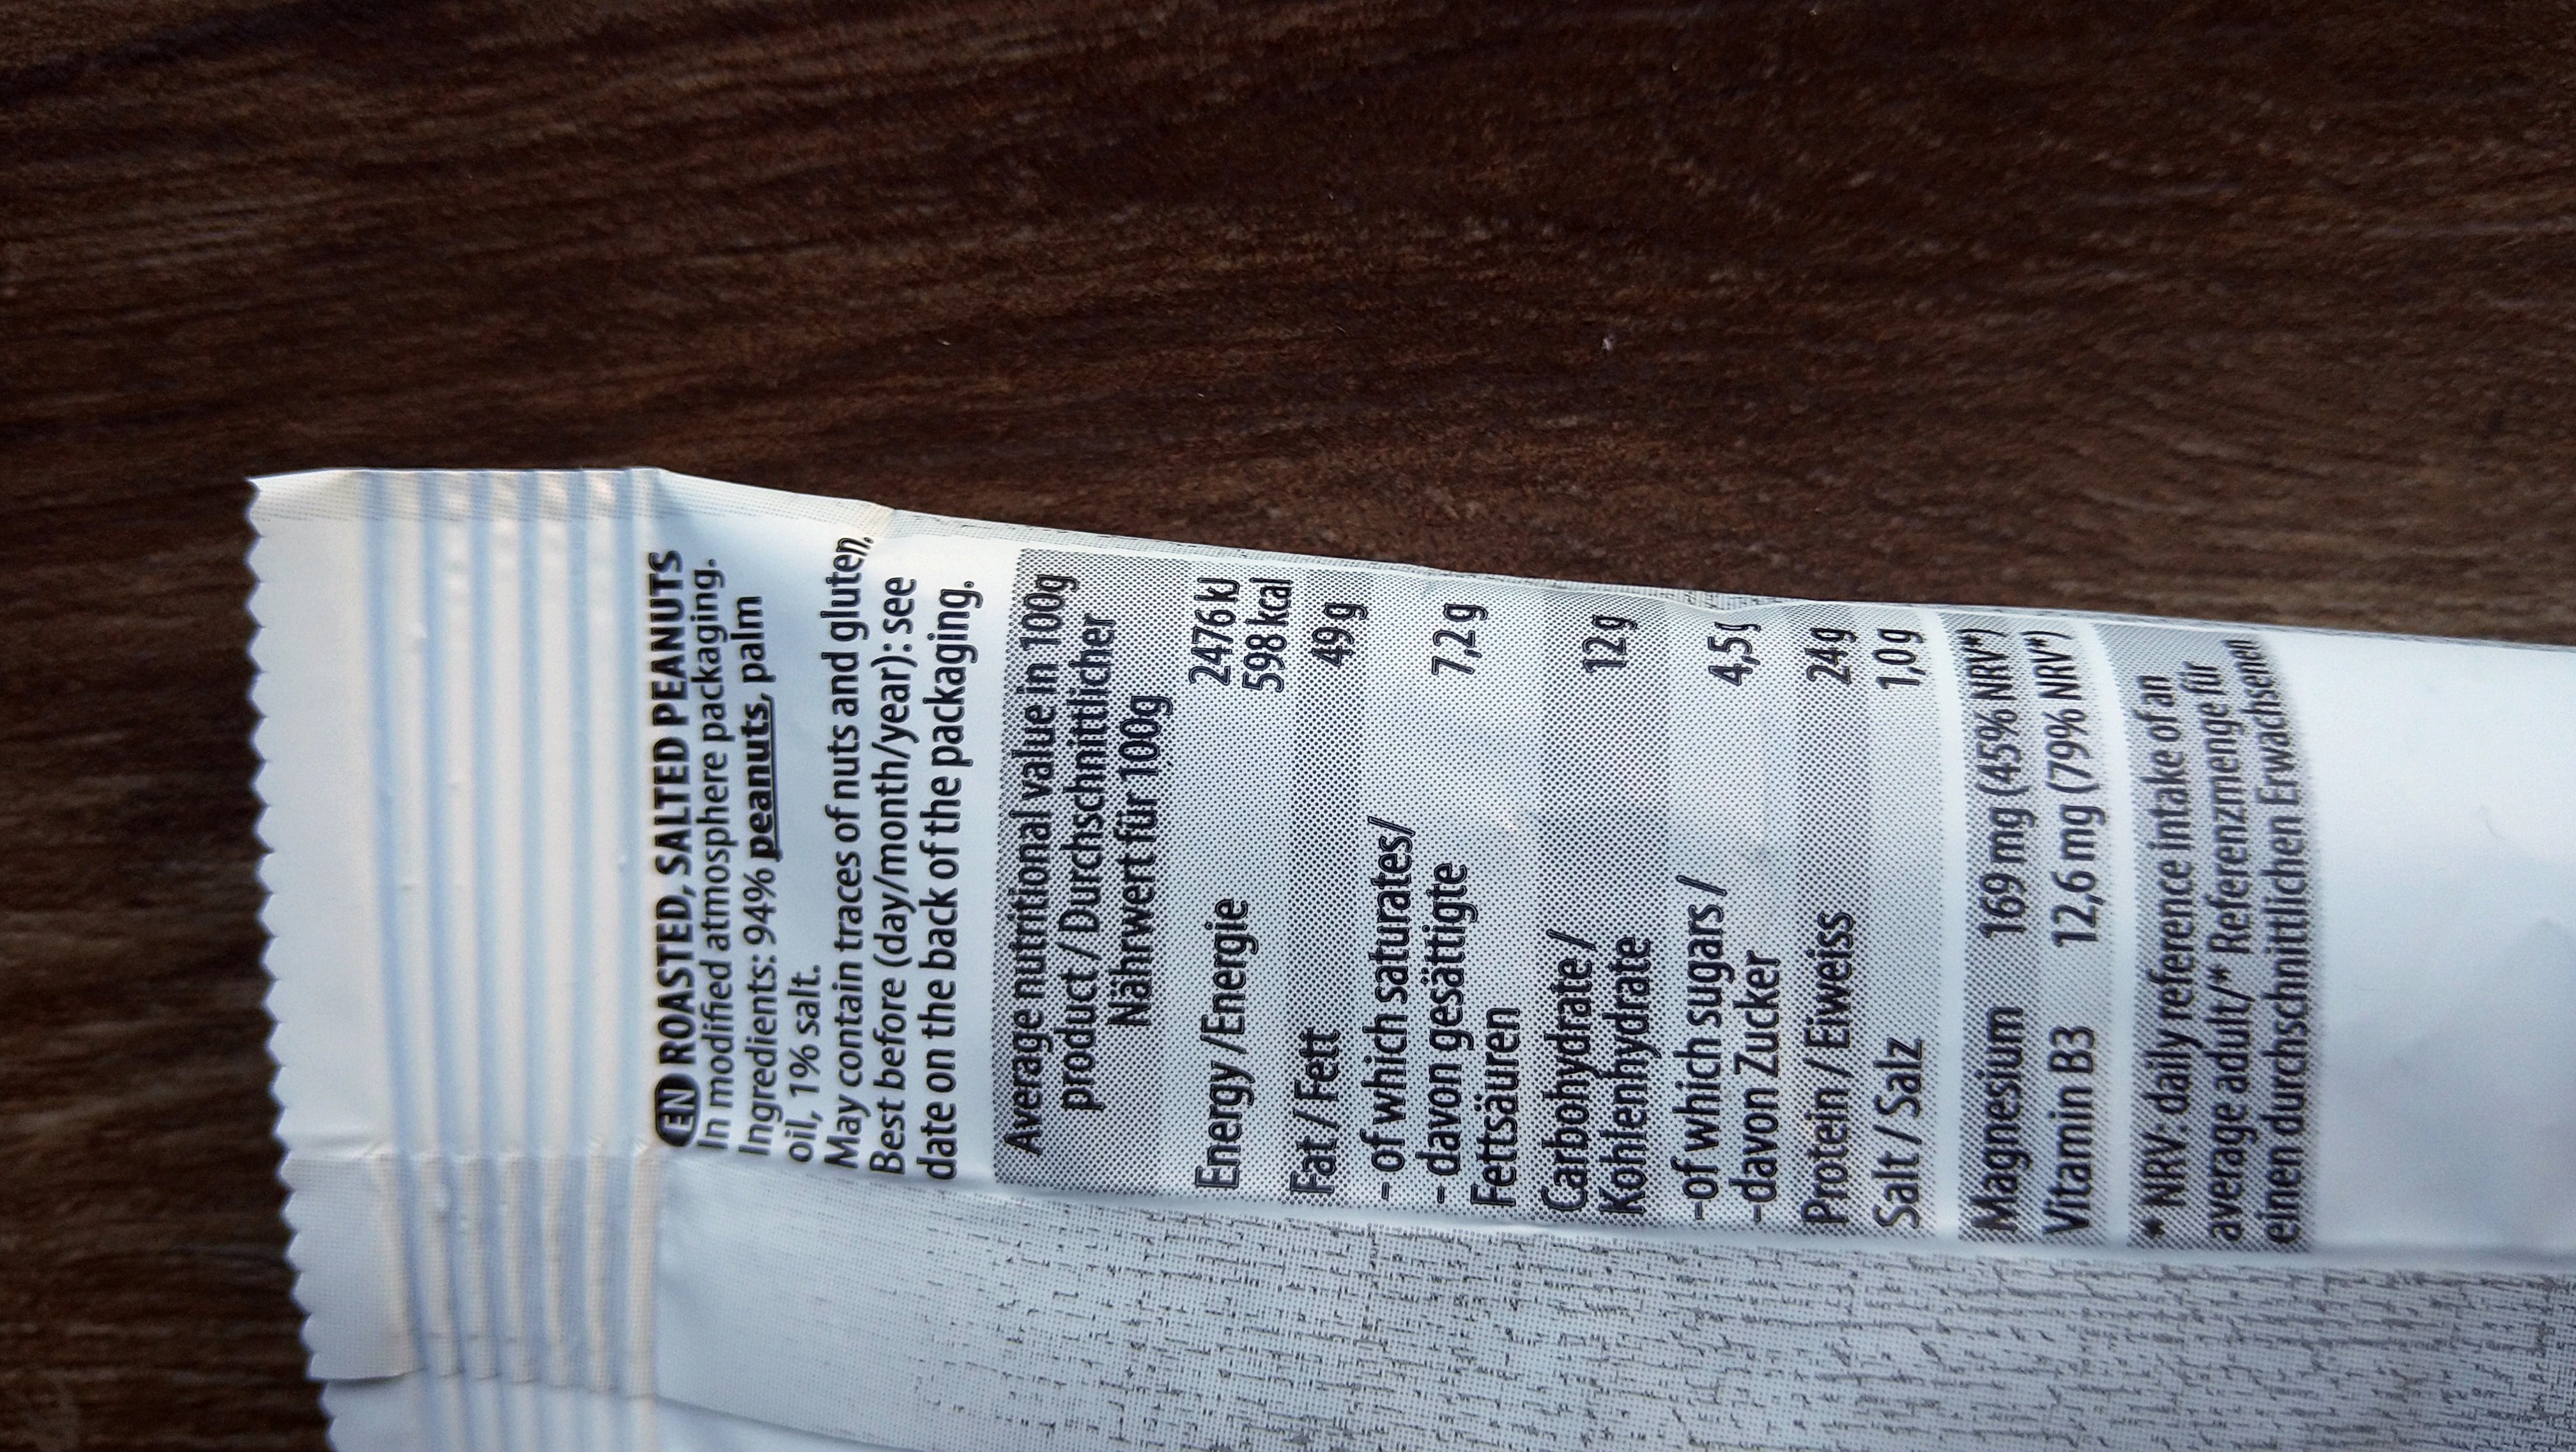 EN ROASTED, SALTED PEANUTS
In modified atmosphere packaging.
Ingredients: 94% peanuts, palm
oil, 1% salt.
May contain traces of nuts and gluten.
Best before (day/month/year): see
date on the back of the packaging.
Average nutritional value in 100g
product / Durchschnittlicher
Nährwert für 100g
Energy / Energie 2476 kJ
598 kcal
Fat / Fett 49 g
- of which saturates/
- davon gesättigte
Fettsäuren 7,2 g
Carbohydrate /
Kohlenhydrate 12 g
-of which sugars /
-davon Zucker 4,5 g
Protein / Eiweiss 24 g
Salt / Salz 1,0 g
Magnesium 169 mg (45% NRV*)
Vitamin B3 12,6 mg (79% NRV*)
* NRV: daily reference intake of an
average adult/* Referenzmenge für
einen durchschnittlichen Erwachsenen